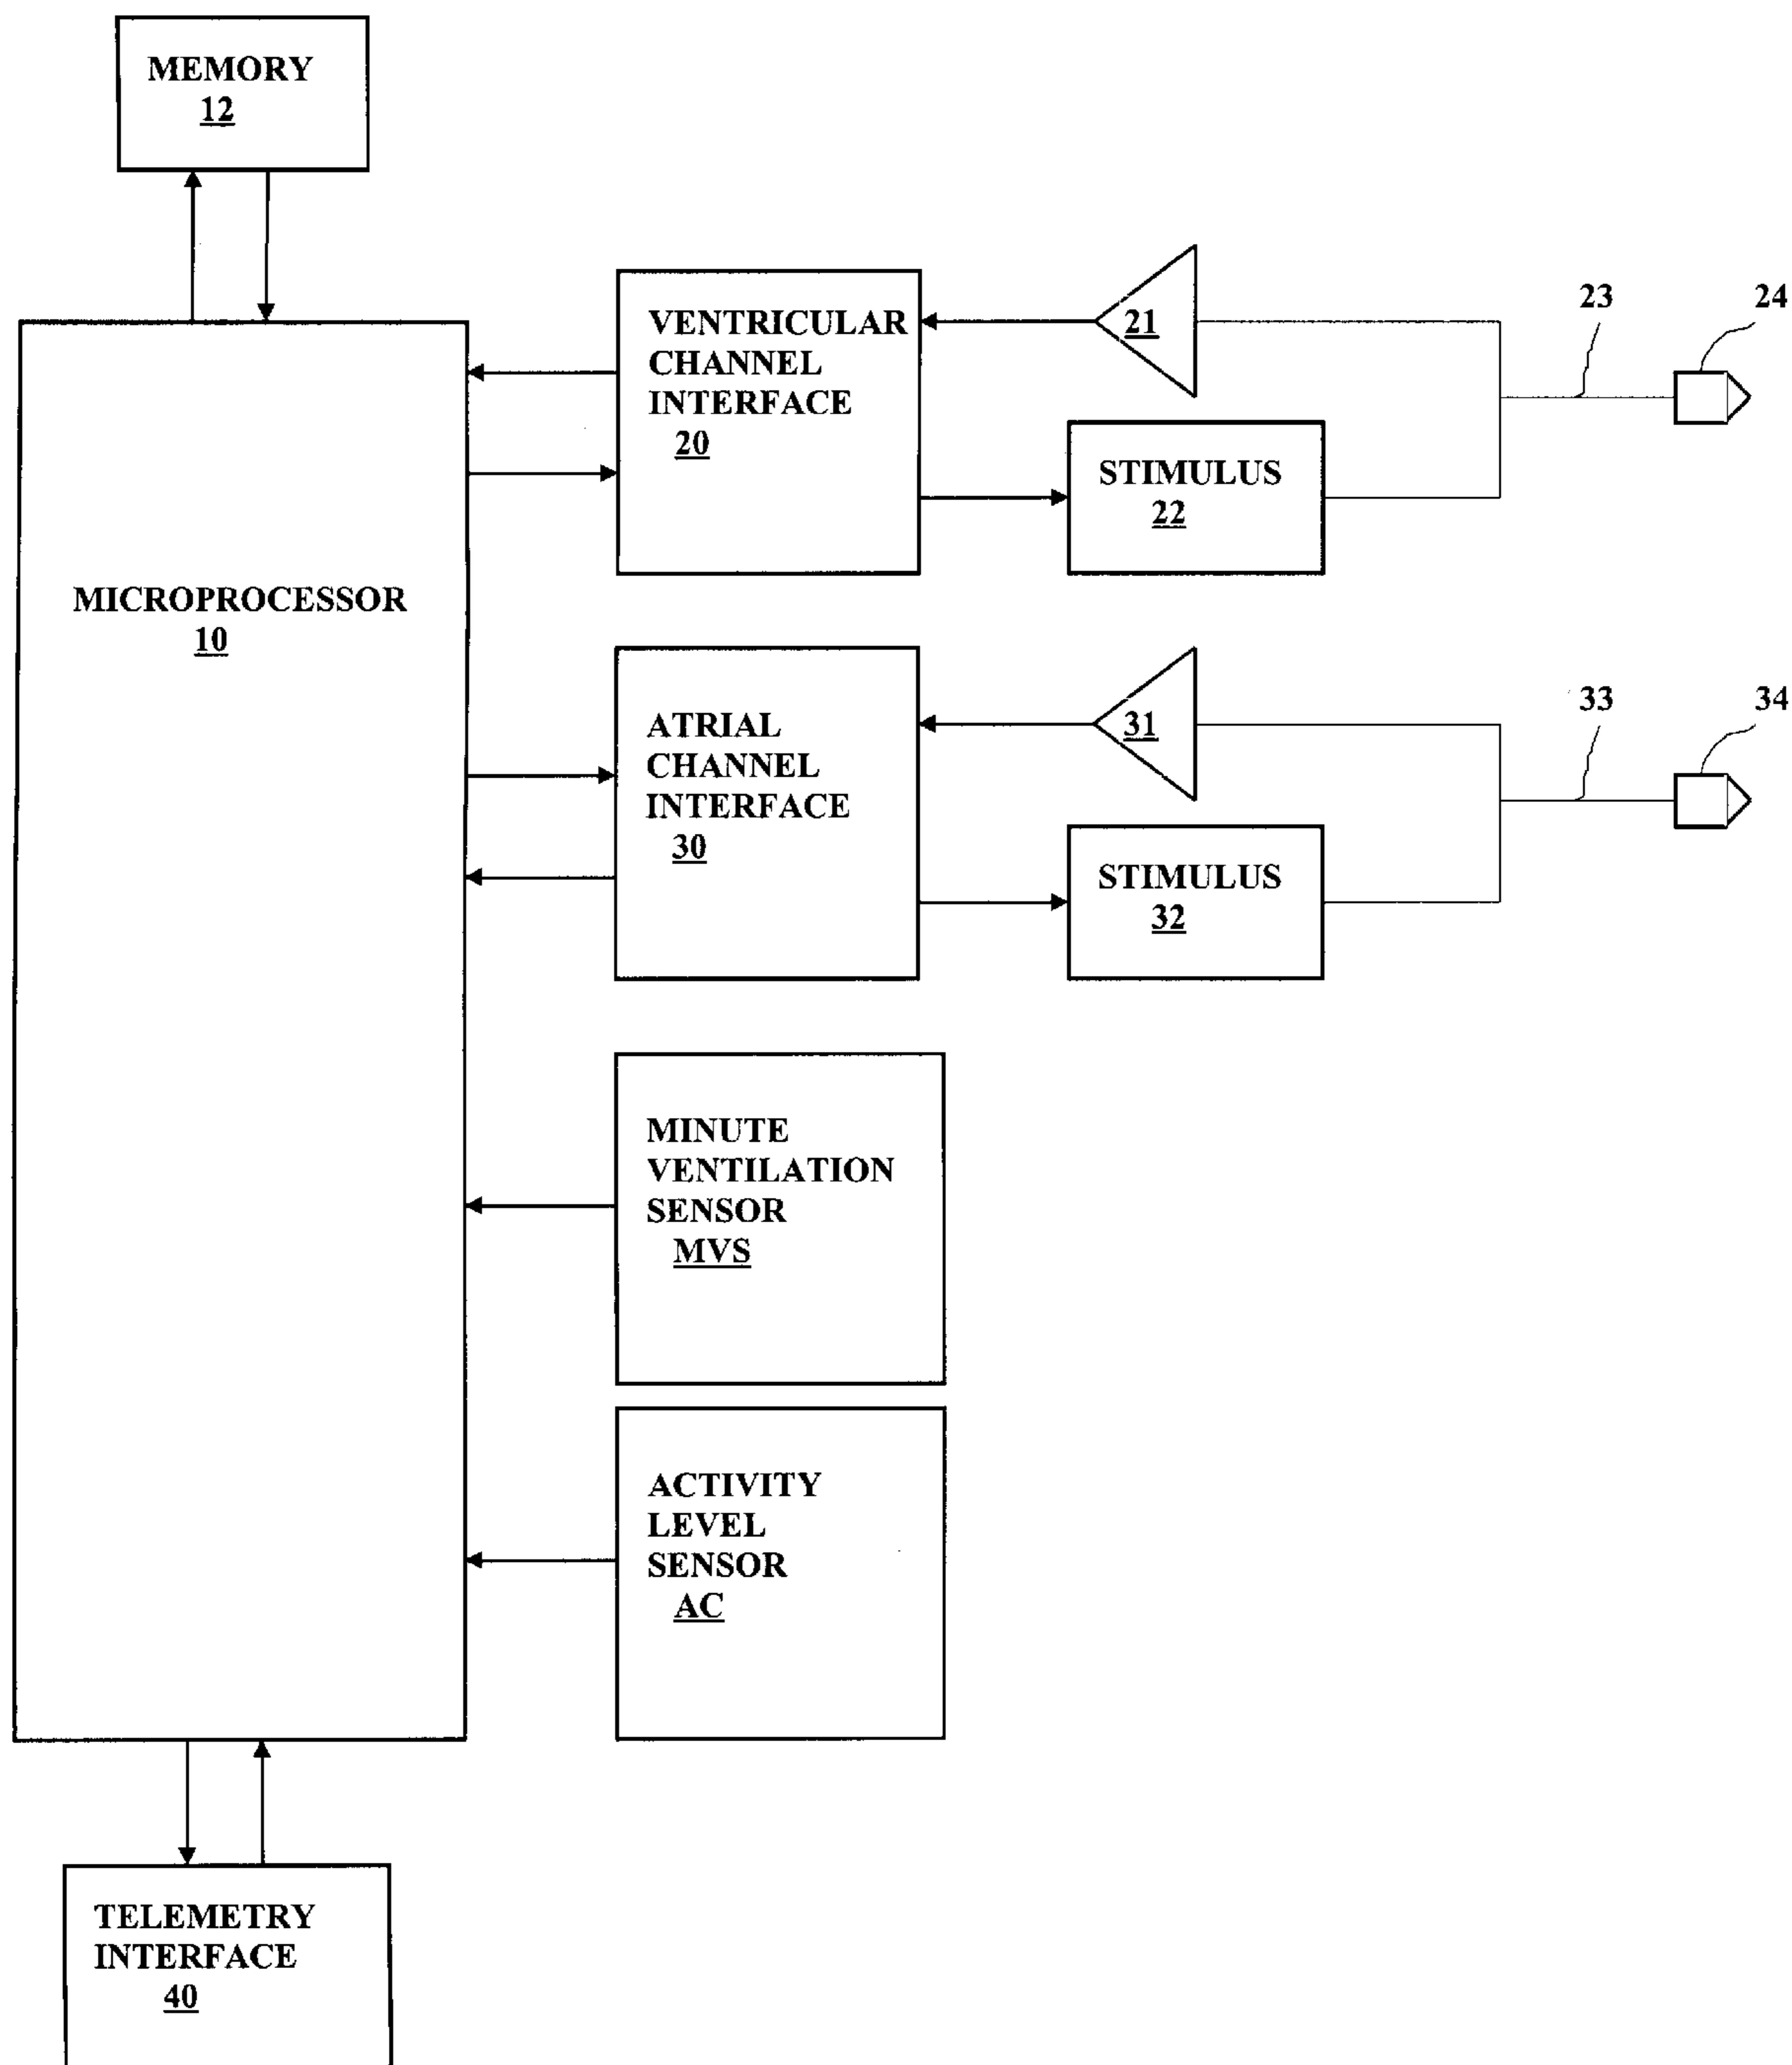 MEMORY
12
VENTRICULAR
CHANNEL
INTERFACE
20
21
23
24
STIMULUS
22
MICROPROCESSOR
10
ATRIAL
CHANNEL
INTERFACE
30
31
33
34
STIMULUS
32
MINUTE
VENTILATION
SENSOR
MVS
ACTIVITY
LEVEL
SENSOR
AC
TELEMETRY
INTERFACE
40